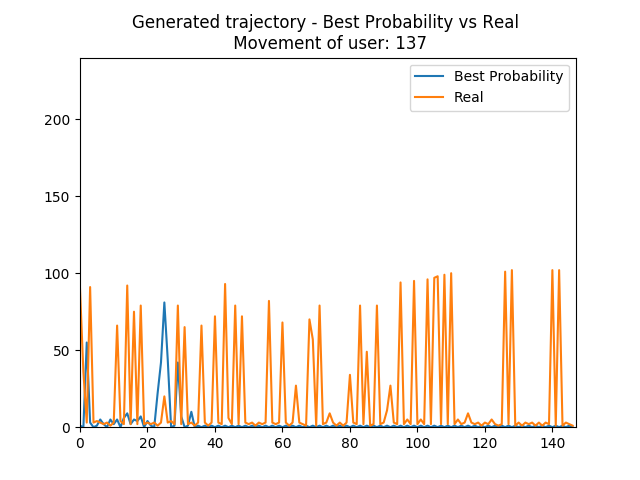 Generated trajectory - Best Probability vs Real
Movement of user: 137
Best Probability
Real
200
150
100
50
0
0 20 40 60 80 100 120 140